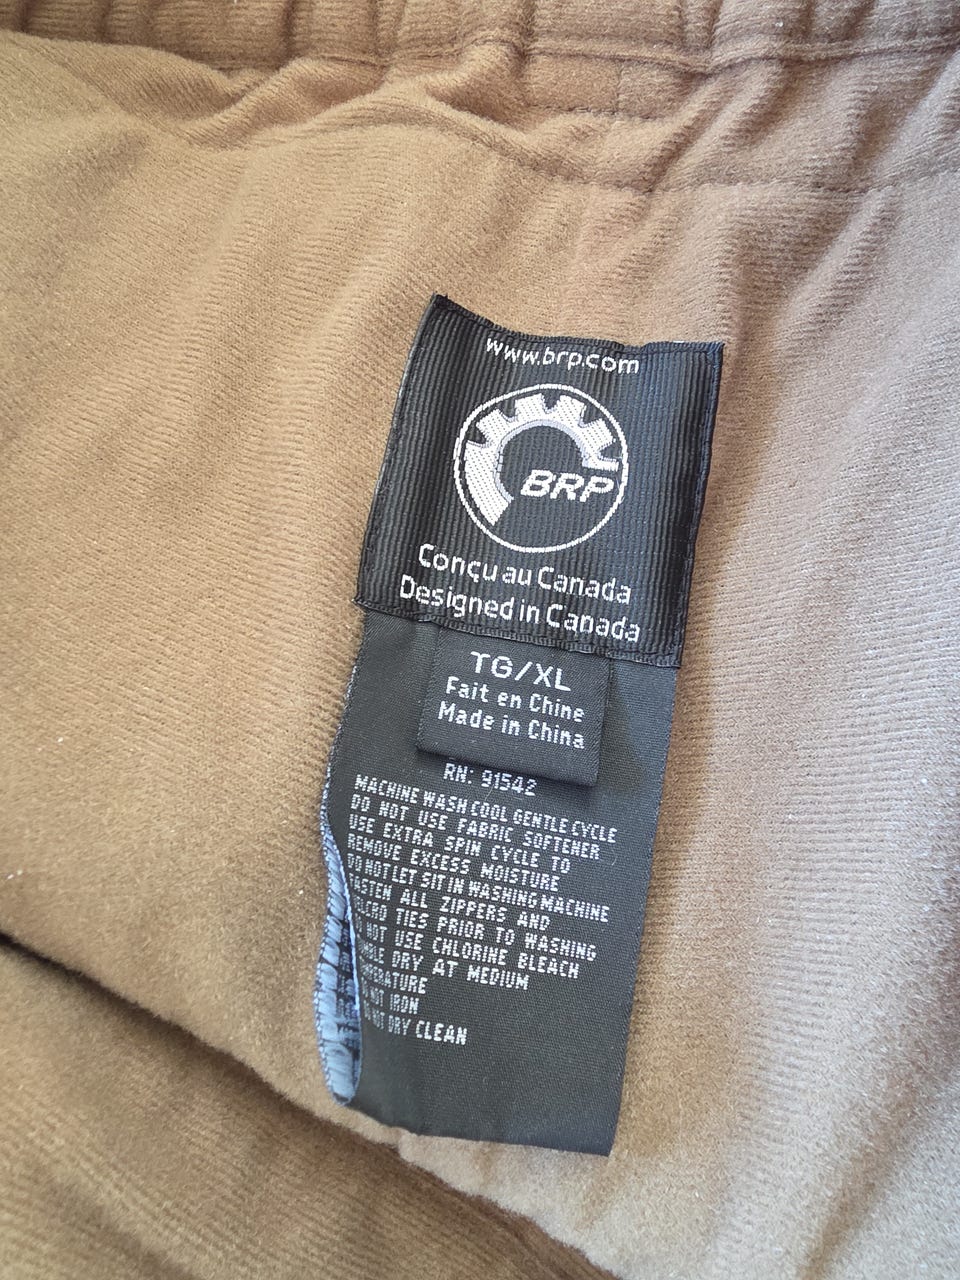 www.brp.com
BRP
Conçu au Canada
Designed in Canada
TG/XL
Fait en Chine
Made in China
RN: 91542
MACHINE WASH COOL GENTLE CYCLE
DO NOT USE FABRIC SOFTENER
USE EXTRA SPIN CYCLE TO
REMOVE EXCESS MOISTURE
DO NOT LET SIT IN WASHING MACHINE
FASTEN ALL ZIPPERS AND
TIES PRIOR TO WASHING
NOT USE CHLORINE BLEACH
DRY AT MEDIUM
NOT IRON
NOT DRY CLEAN